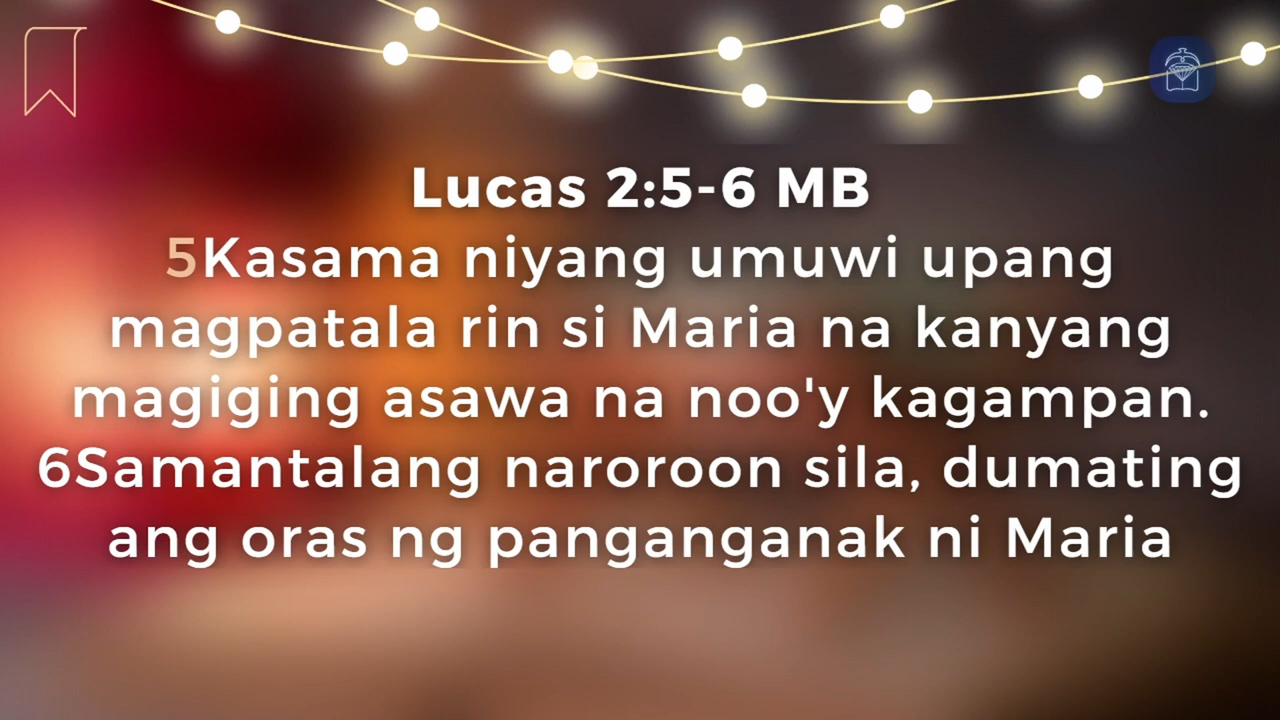 Lucas 2:5-6 MB
5Kasama niyang umuwi upang
magpatala rin si Maria na kanyang
magiging asawa na noo'y kagampan.
6Samantalang naroroon sila, dumating
ang oras ng panganganak ni Maria